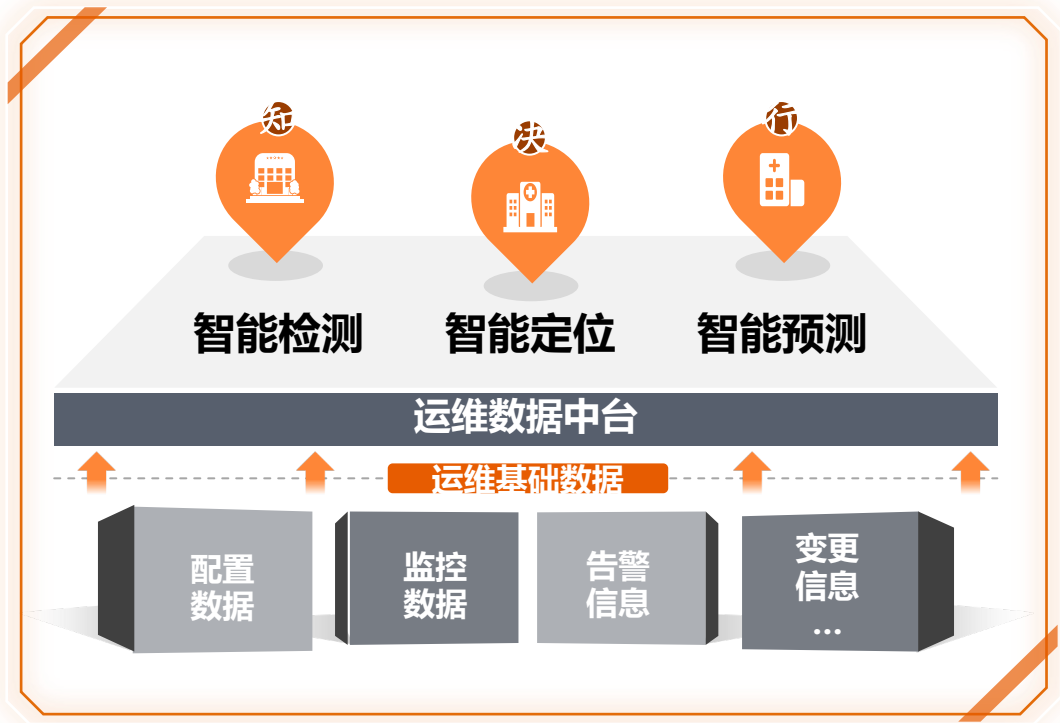 知
决
行
智能检测
智能定位
智能预测
运维数据中台
运维基础数据
配置
数据
监控
数据
告警
信息
变更
信息
...